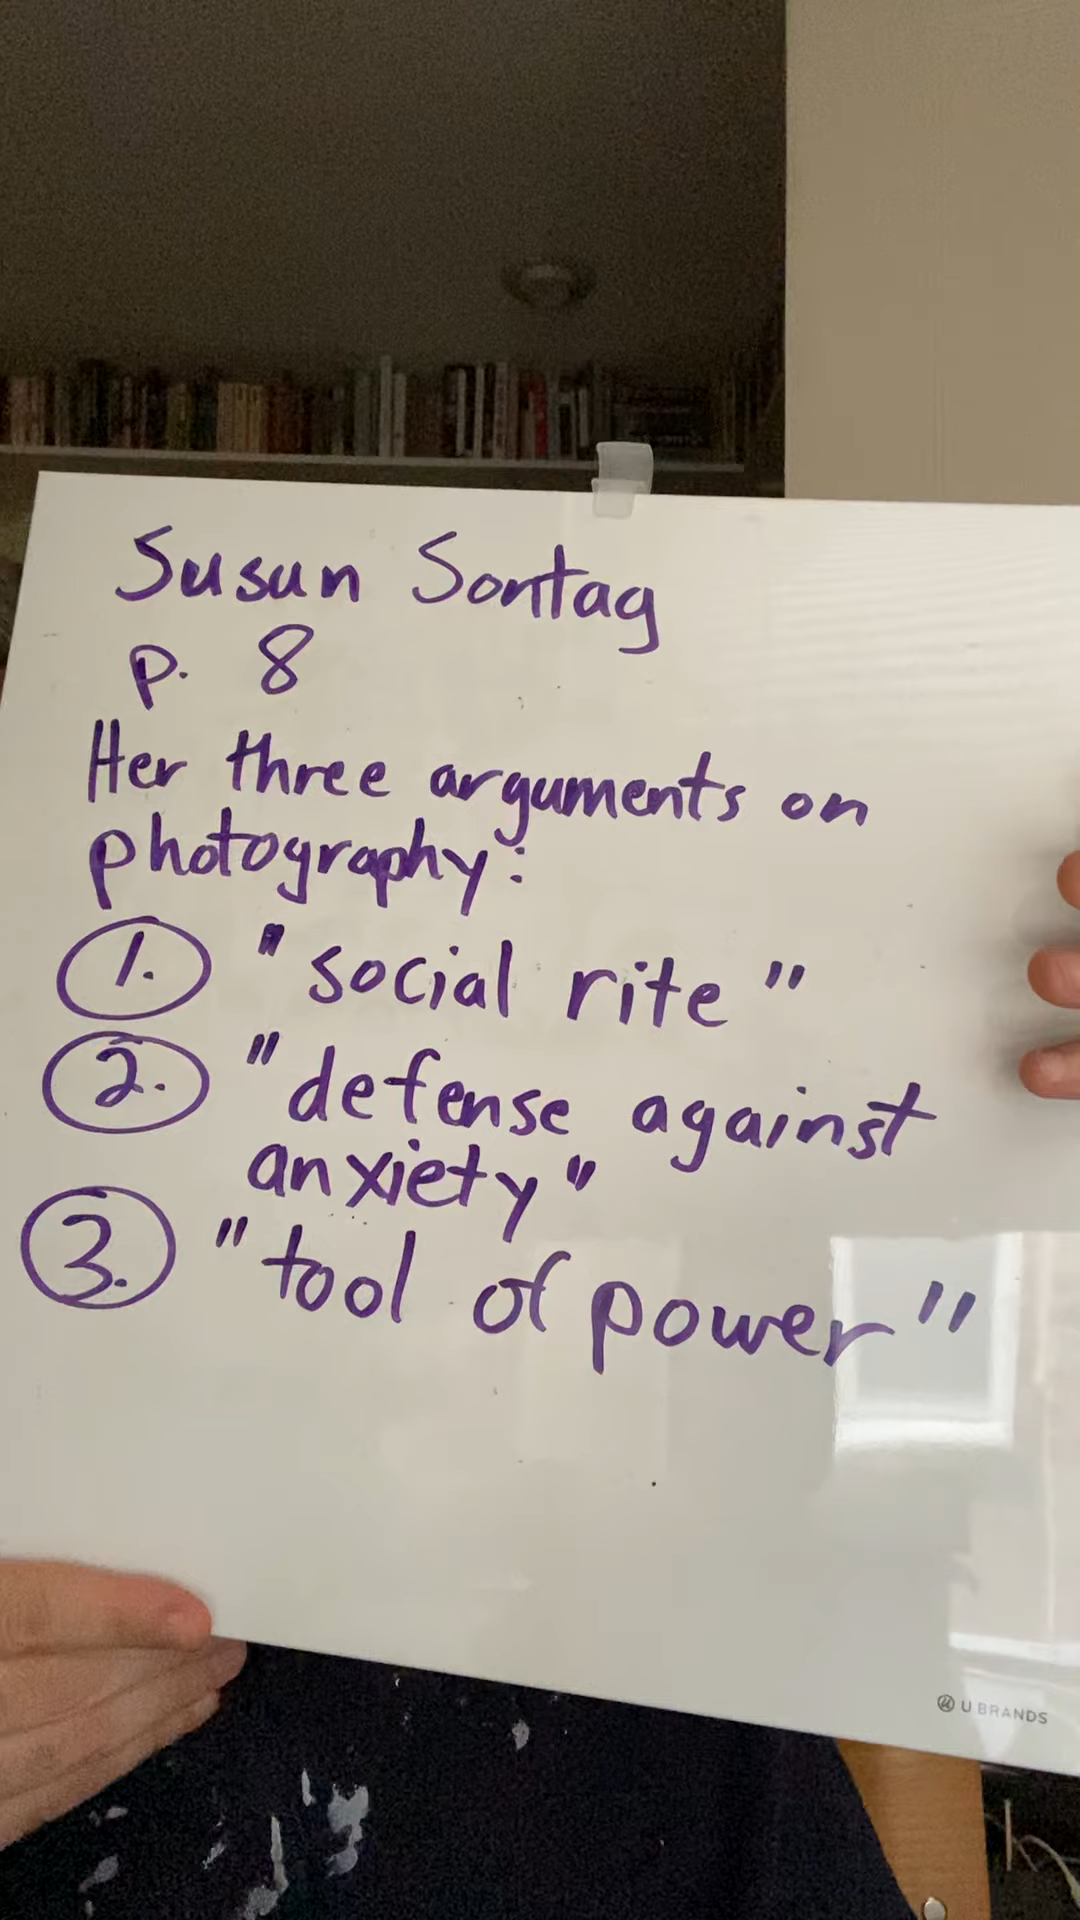 Susan Sontag
p. 8
Her three arguments on
photography:
1. "social rite"
2. "defense against
anxiety"
3. "tool of power"
U BRANDS